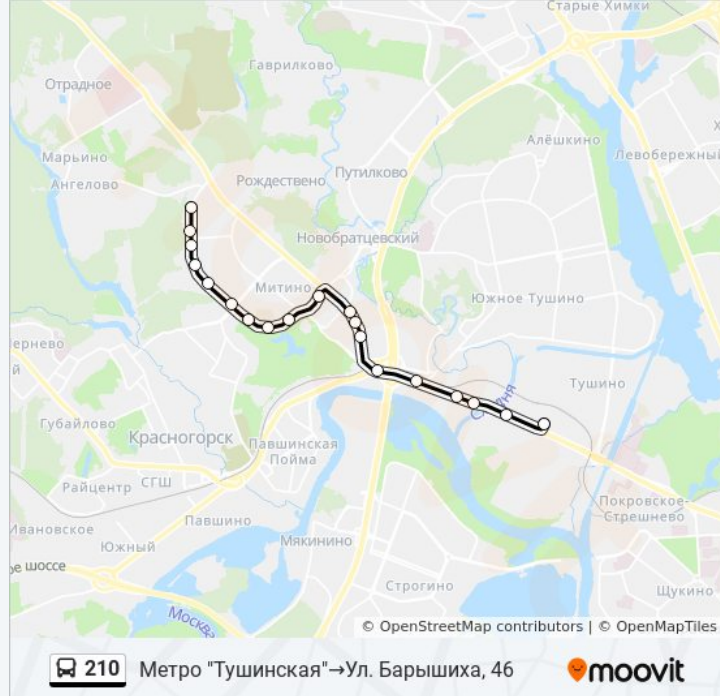 Старые Химки
Гаврилково
Отрадное
Алёшкино
Левобережный
Марьино
Ангелово
Путилково
Рождествено
Новобратцевский
Митино
Южное Тушино
Тушино
Губайлово
Красногорск
Павшинская
Пойма
Райцентр
СГШ
Покровское-
Стрешнево
Ивановское
Павшино
Южный
Мякинино
шоссе
Строгино
Щукино
Москва
© OpenStreetMap contributors | © OpenMapTiles
210
Метро "Тушинская"→Ул. Барышиха, 46
moovit